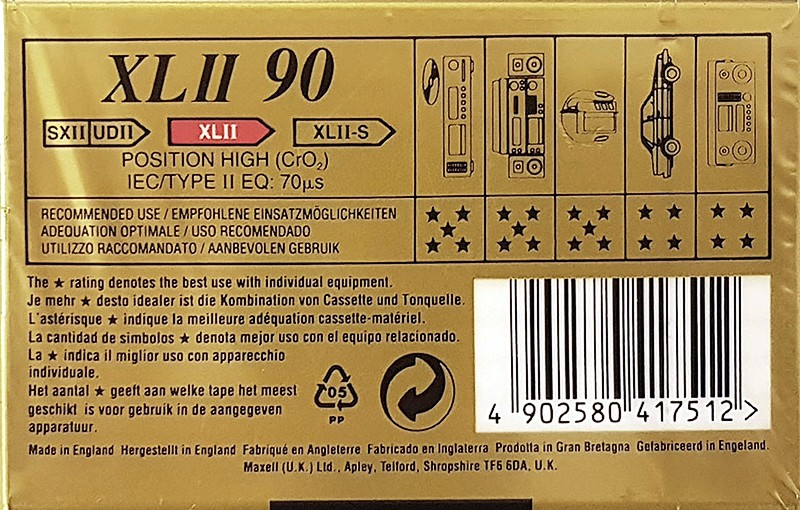 XLII 90
SXII UDII XLII XLII-S
POSITION HIGH (CrO₂)
IEC/TYPE II EQ: 70µs
RECOMMENDED USE / EMPFOHLENE EINSATZMÖGLICHKEITEN
ADEQUATION OPTIMALE / USO RECOMENDADO
UTILIZZO RACCOMANDATO / AANBEVOLEN GEBRUIK
The ★ rating denotes the best use with individual equipment.
Je mehr ★ desto idealer ist die Kombination von Cassette und Tonquelle.
L'astérisque ★ indique la meilleure adéquation cassette-matériel.
La cantidad de simbolos ★ denota mejor uso con el equipo relacionado.
La ★ indica il miglior uso con apparecchio
individuale.
Het aantal ★ geeft aan welke tape het meest
geschikt is voor gebruik in de aangegeven
apparatuur.
05
PP
4 902580 417512 >
Made in England Hergestellt in England Fabriqué en Angleterre Fabricado en Inglaterra Prodotta in Gran Bretagna Gefabriceerd in Engeland.
Maxell (U.K.) Ltd., Apley, Telford, Shropshire TF6 6DA, U.K.